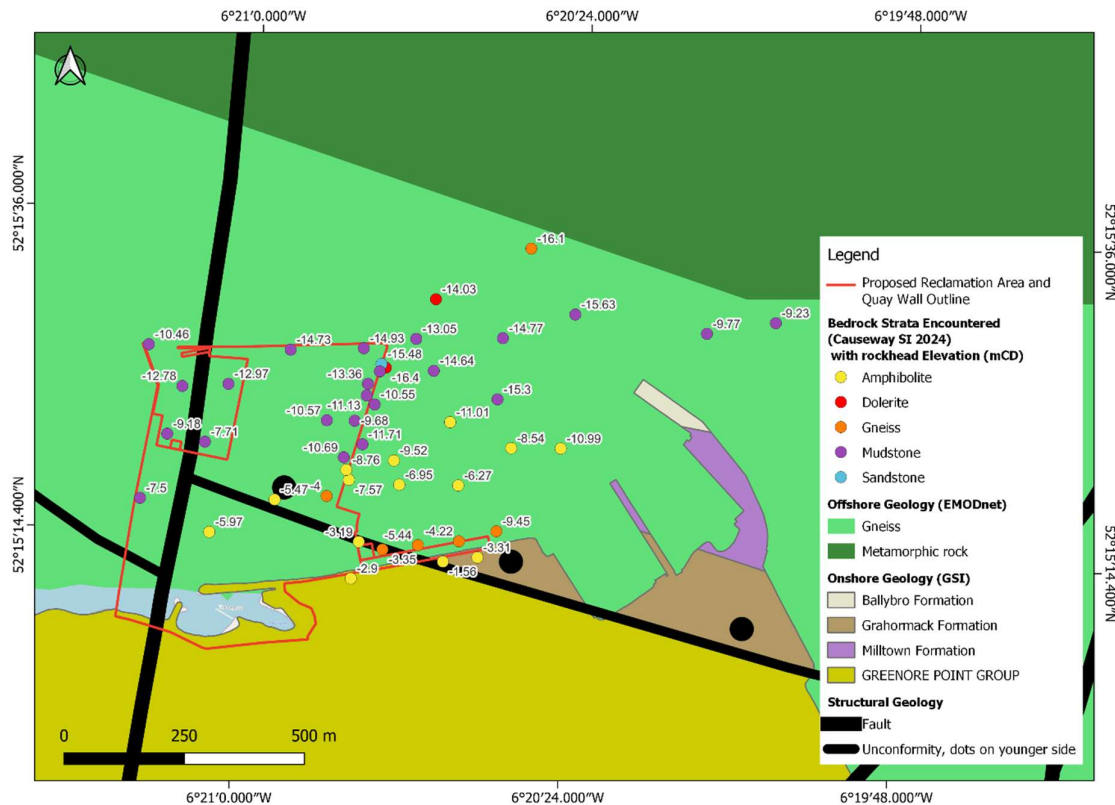 6°21'0.000"W
6°20'24.000"W
6°19'48.000"W
52°15'36.000"N
52°15'36.000"N
-16.1
-14.03
-15.63
-9.23
-9.77
-13.05
-14.77
-10.46
-14.73
-14.93
-15.48
-14.64
-12.78
-12.97
-13.36
-16.4
-15.3
-10.57
-11.13
-10.55
-9.68
-11.01
-9.18
-7.71
-11.71
-10.69
-8.76
-9.52
-8.54
-10.99
-7.5
-5.47
-4
-7.57
-6.95
-6.27
-5.97
-3.19
-5.44
-4.22
-9.45
-3.35
-3.31
-2.9
-1.56
52°15'14.400"N
52°15'14.400"N
Legend
Proposed Reclamation Area and
Quay Wall Outline
Bedrock Strata Encountered
(Causeway SI 2024)
with rockhead Elevation (mCD)
Amphibolite
Dolerite
Gneiss
Mudstone
Sandstone
Offshore Geology (EMODnet)
Gneiss
Metamorphic rock
Onshore Geology (GSI)
Ballybro Formation
Grahormack Formation
Milltown Formation
GREENORE POINT GROUP
Structural Geology
Fault
Unconformity, dots on younger side
0 250 500 m
6°21'0.000"W
6°20'24.000"W
6°19'48.000"W